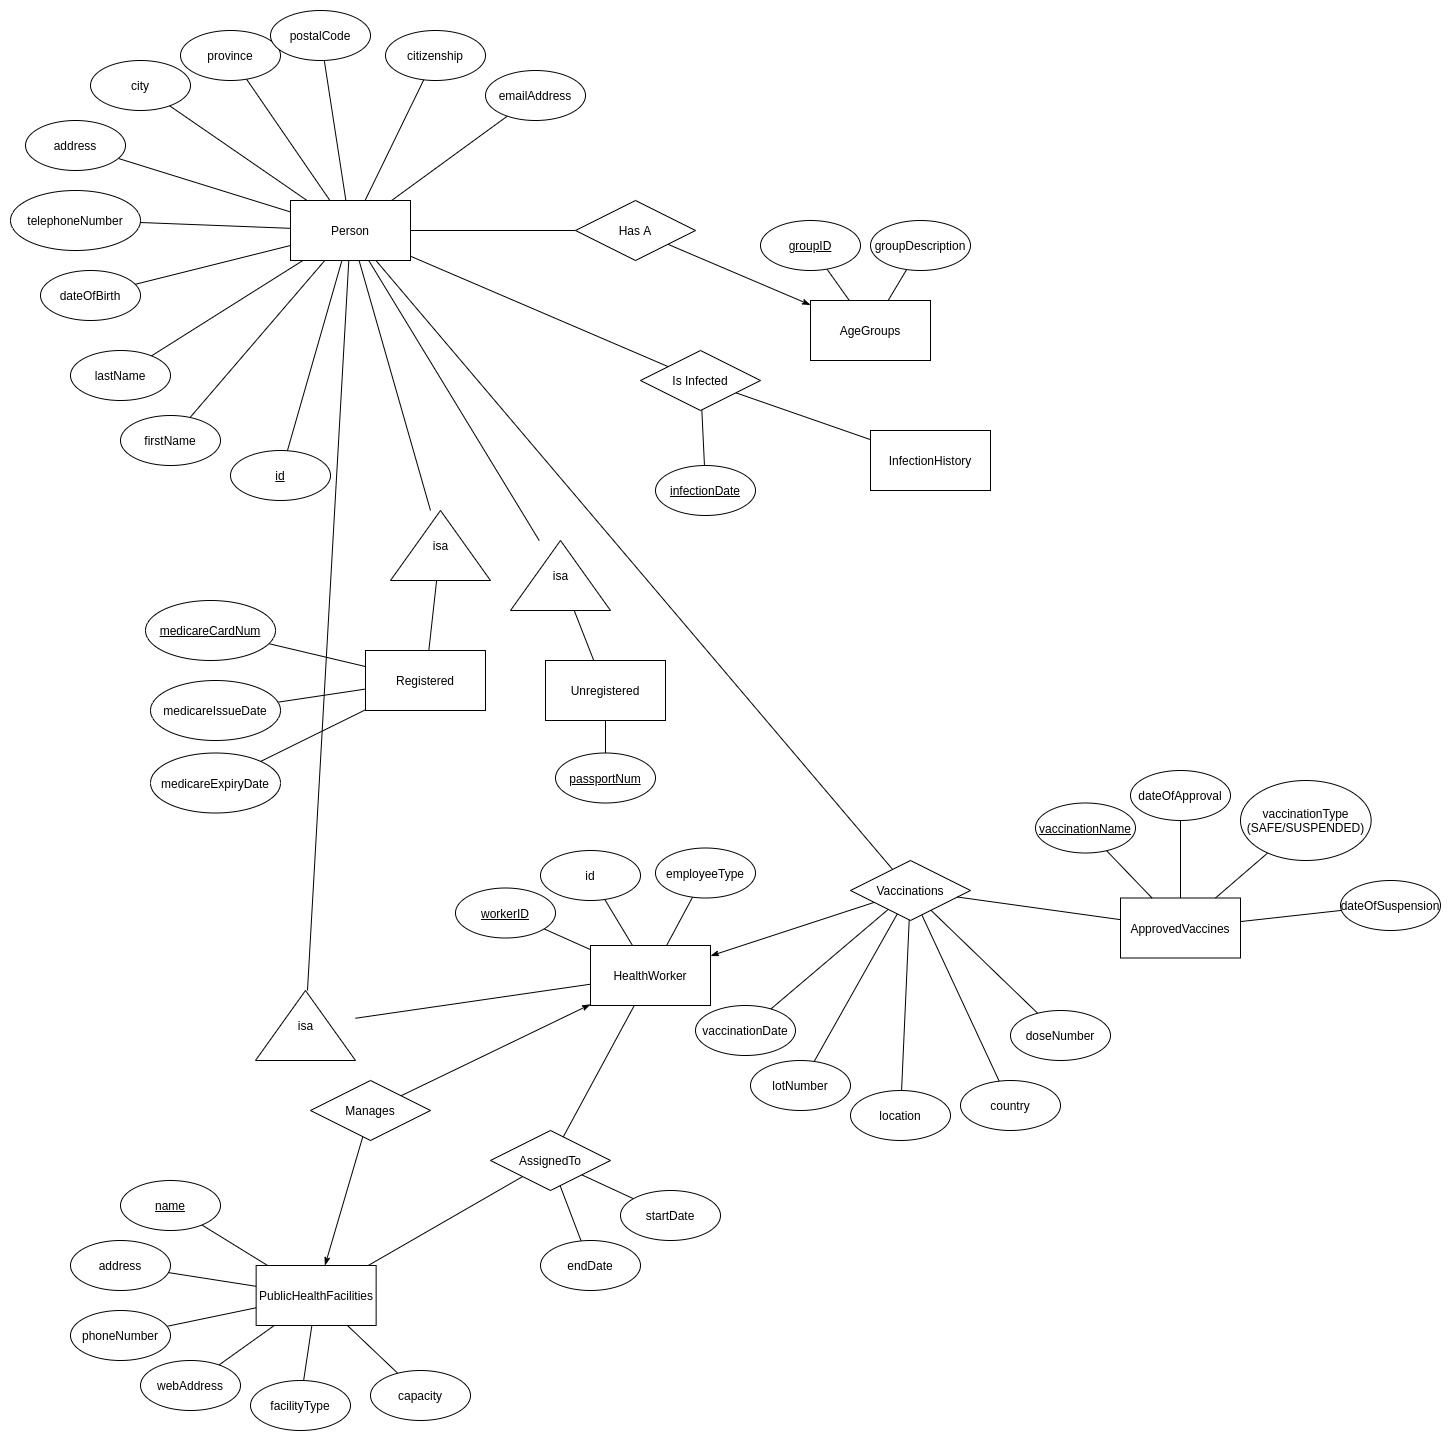 postalCode
province
citizenship
city
emailAddress
address
telephoneNumber
Person
Has A
groupID
groupDescription
dateOfBirth
AgeGroups
lastName
Is Infected
firstName
InfectionHistory
id
infectionDate
isa
isa
medicareCardNum
Registered
Unregistered
medicareIssueDate
passportNum
medicareExpiryDate
dateOfApproval
vaccinationType
(SAFE/SUSPENDED)
vaccinationName
id
employeeType
Vaccinations
dateOfSuspension
workerID
ApprovedVaccines
HealthWorker
isa
vaccinationDate
doseNumber
lotNumber
Manages
location
country
AssignedTo
name
startDate
address
endDate
PublicHealthFacilities
phoneNumber
webAddress
facilityType
capacity